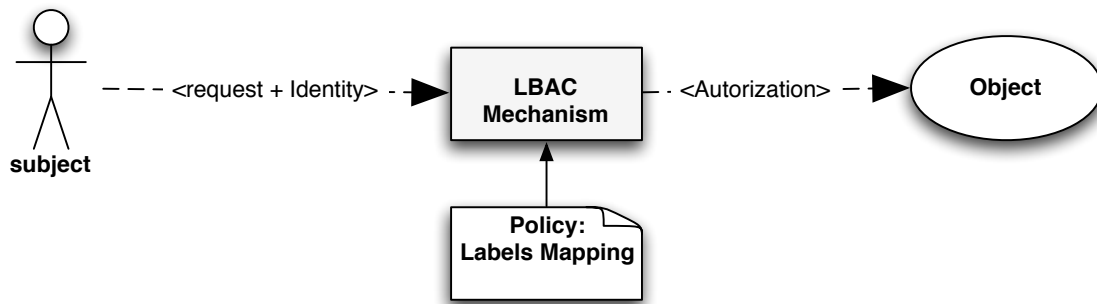 subject
<request + Identity>
LBAC
Mechanism
<Autorization>
Object
Policy:
Labels Mapping